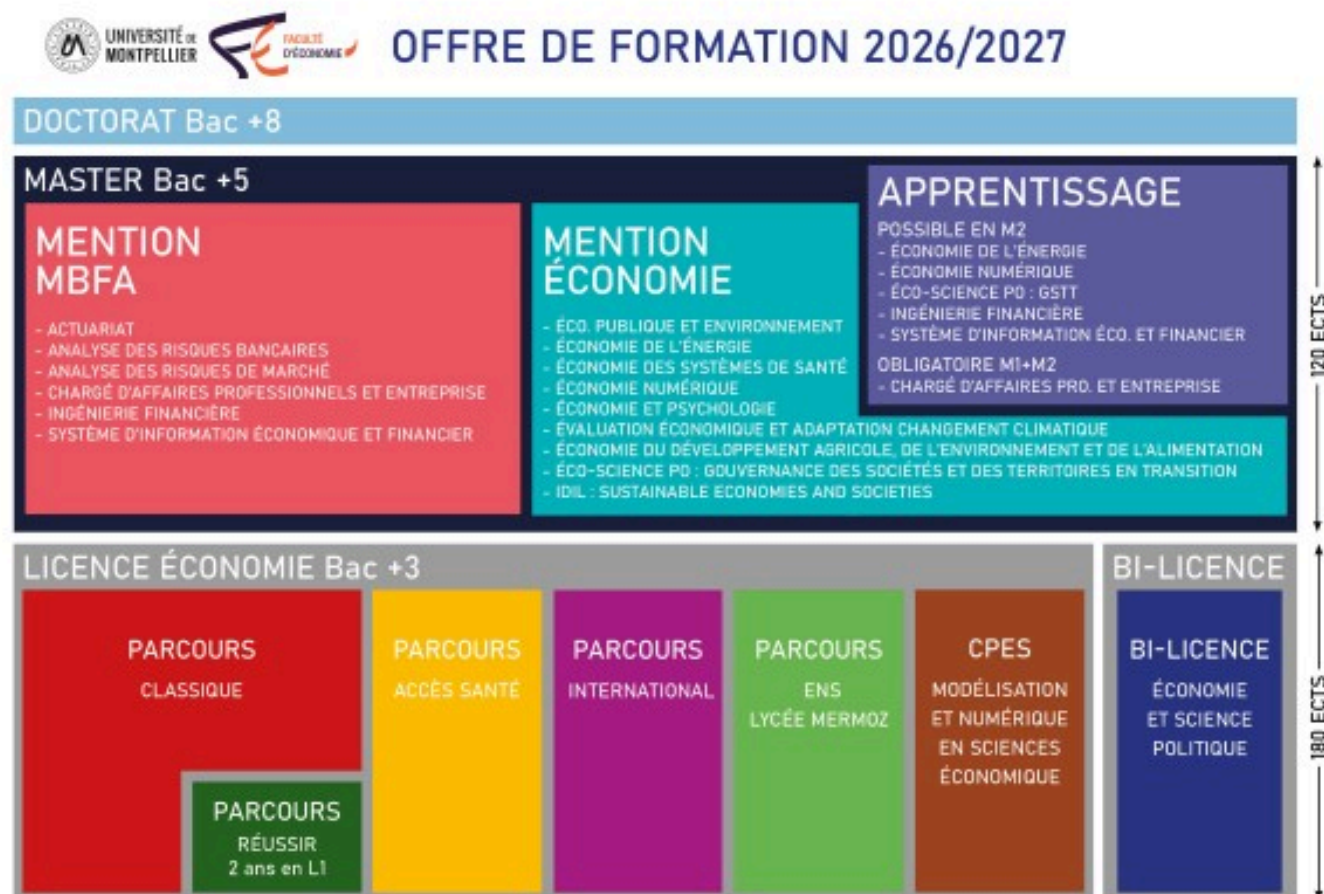 UNIVERSITÉ DE
MONTPELLIER
FACULTÉ
D'ÉCONOMIE
OFFRE DE FORMATION 2026/2027
DOCTORAT Bac +8
MASTER Bac +5
MENTION
MBFA
- ACTUARIAT
- ANALYSE DES RISQUES BANCAIRES
- ANALYSE DES RISQUES DE MARCHÉ
- CHARGÉ D'AFFAIRES PROFESSIONNELS ET ENTREPRISE
- INGÉNIERIE FINANCIÈRE
- SYSTÈME D'INFORMATION ÉCONOMIQUE ET FINANCIER
MENTION
ÉCONOMIE
- ÉCO. PUBLIQUE ET ENVIRONNEMENT
- ÉCONOMIE DE L'ÉNERGIE
- ÉCONOMIE DES SYSTÈMES DE SANTÉ
- ÉCONOMIE NUMÉRIQUE
- ÉCONOMIE ET PSYCHOLOGIE
- ÉVALUATION ÉCONOMIQUE ET ADAPTATION CHANGEMENT CLIMATIQUE
- ÉCONOMIE DU DÉVELOPPEMENT AGRICOLE, DE L'ENVIRONNEMENT ET DE L'ALIMENTATION
- ÉCO-SCIENCE PO : GOUVERNANCE DES SOCIÉTÉS ET DES TERRITOIRES EN TRANSITION
- IDIL : SUSTAINABLE ECONOMIES AND SOCIETIES
APPRENTISSAGE
POSSIBLE EN M2
- ÉCONOMIE DE L'ÉNERGIE
- ÉCONOMIE NUMÉRIQUE
- ÉCO-SCIENCE PO : GSTT
- INGÉNIERIE FINANCIÈRE
- SYSTÈME D'INFORMATION ÉCO. ET FINANCIER
OBLIGATOIRE M1+M2
- CHARGÉ D'AFFAIRES PRO. ET ENTREPRISE
120 ECTS
LICENCE ÉCONOMIE Bac +3
PARCOURS
CLASSIQUE
PARCOURS
RÉUSSIR
2 ans en L1
PARCOURS
ACCÈS SANTÉ
PARCOURS
INTERNATIONAL
PARCOURS
ENS
LYCÉE MERMOZ
CPES
MODÉLISATION
ET NUMÉRIQUE
EN SCIENCES
ÉCONOMIQUE
BI-LICENCE
BI-LICENCE
ÉCONOMIE
ET SCIENCE
POLITIQUE
180 ECTS